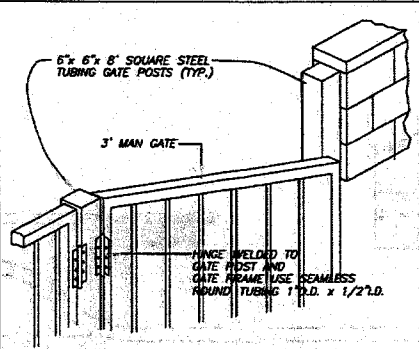 6"x 6"x 8' SQUARE STEEL
TUBING GATE POSTS (TYP.)
3' MAN GATE
HINGE WELDED TO
GATE POST AND
GATE FRAME USE SEAMLESS
ROUND TUBING 1"O.D. x 1/2"I.D.